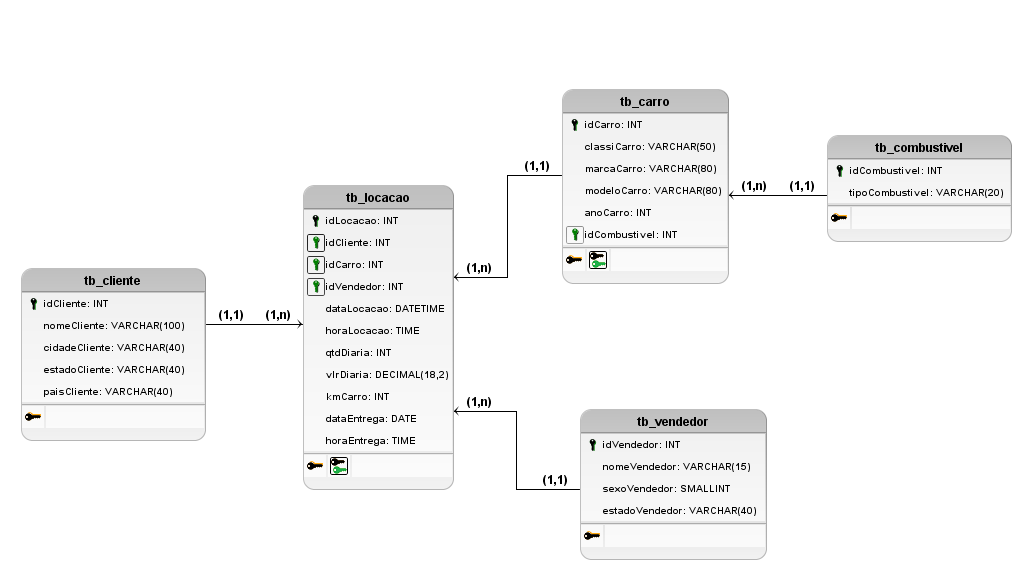 tb_cliente
idCliente: INT
nomeCliente: VARCHAR(100)
cidadeCliente: VARCHAR(40)
estadoCliente: VARCHAR(40)
paisCliente: VARCHAR(40)
(1,1)
(1,n)
tb_locacao
idLocacao: INT
idCliente: INT
idCarro: INT
idVendedor: INT
dataLocacao: DATETIME
horaLocacao: TIME
qtdDiaria: INT
vlrDiaria: DECIMAL(18,2)
kmCarro: INT
dataEntrega: DATE
horaEntrega: TIME
(1,n)
(1,1)
tb_carro
idCarro: INT
classiCarro: VARCHAR(50)
marcaCarro: VARCHAR(80)
modeloCarro: VARCHAR(80)
anoCarro: INT
idCombustivel: INT
(1,n)
(1,1)
tb_combustivel
idCombustivel: INT
tipoCombustivel: VARCHAR(20)
(1,n)
(1,1)
tb_vendedor
idVendedor: INT
nomeVendedor: VARCHAR(15)
sexoVendedor: SMALLINT
estadoVendedor: VARCHAR(40)